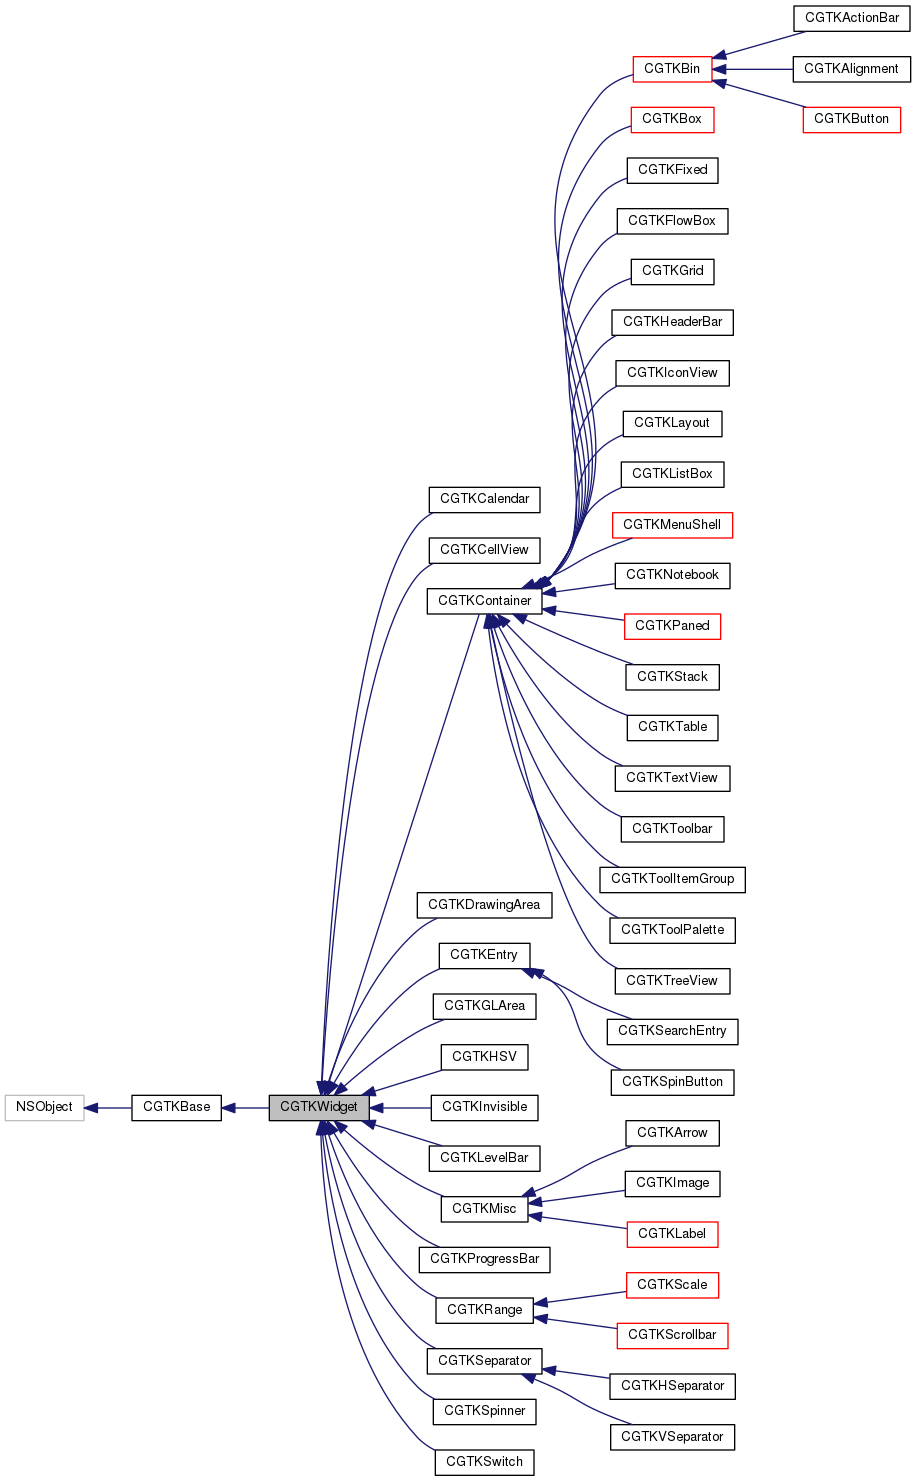 CGTKActionBar
CGTKBin
CGTKAlignment
CGTKButton
CGTKBox
CGTKFixed
CGTKFlowBox
CGTKGrid
CGTKHeaderBar
CGTKIconView
CGTKLayout
CGTKListBox
CGTKCalendar
CGTKMenuShell
CGTKCellView
CGTKNotebook
CGTKContainer
CGTKPaned
CGTKStack
CGTKTable
CGTKTextView
CGTKToolbar
CGTKToolItemGroup
CGTKDrawingArea
CGTKToolPalette
CGTKEntry
CGTKTreeView
CGTKGLArea
CGTKSearchEntry
CGTKHSV
CGTKSpinButton
NSObject
CGTKBase
CGTKWidget
CGTKInvisible
CGTKArrow
CGTKLevelBar
CGTKImage
CGTKMisc
CGTKLabel
CGTKProgressBar
CGTKScale
CGTKRange
CGTKScrollbar
CGTKSeparator
CGTKHSeparator
CGTKSpinner
CGTKVSeparator
CGTKSwitch